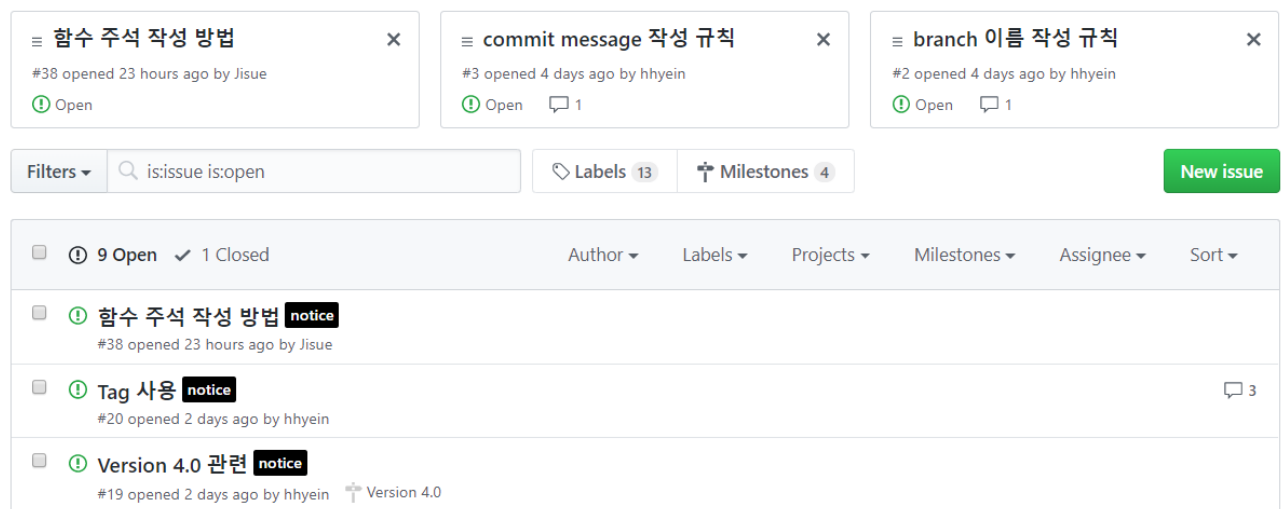 함수 주석 작성 방법
#38 opened 23 hours ago by Jisue
Open
commit message 작성 규칙
#3 opened 4 days ago by hhyein
Open 1
branch 이름 작성 규칙
#2 opened 4 days ago by hhyein
Open 1
Filters is:issue is:open Labels 13 Milestones 4 New issue
9 Open 1 Closed Author Labels Projects Milestones Assignee Sort
함수 주석 작성 방법 notice
#38 opened 23 hours ago by Jisue
Tag 사용 notice 3
#20 opened 2 days ago by hhyein
Version 4.0 관련 notice
#19 opened 2 days ago by hhyein Version 4.0